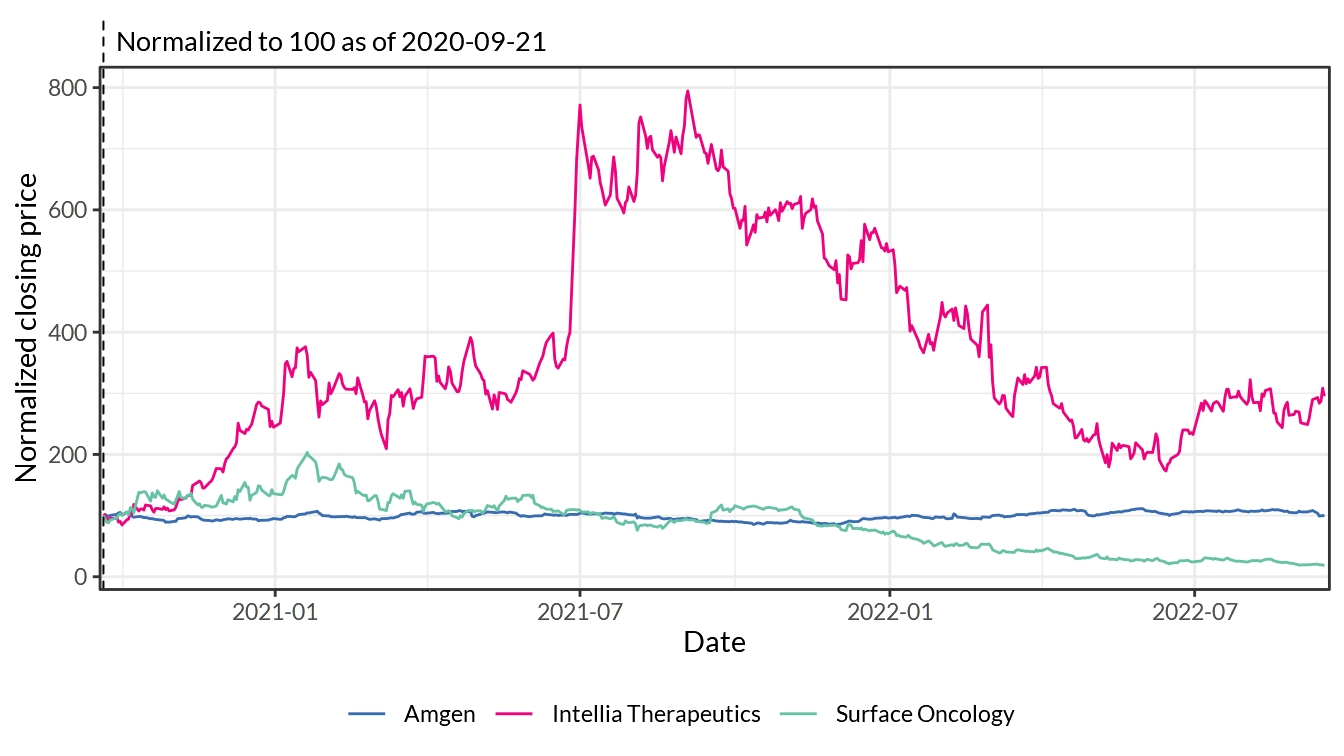 Normalized to 100 as of 2020-09-21
Normalized closing price
800
600
400
200
0
2021-01 2021-07 2022-01 2022-07
Date
Amgen Intellia Therapeutics Surface Oncology